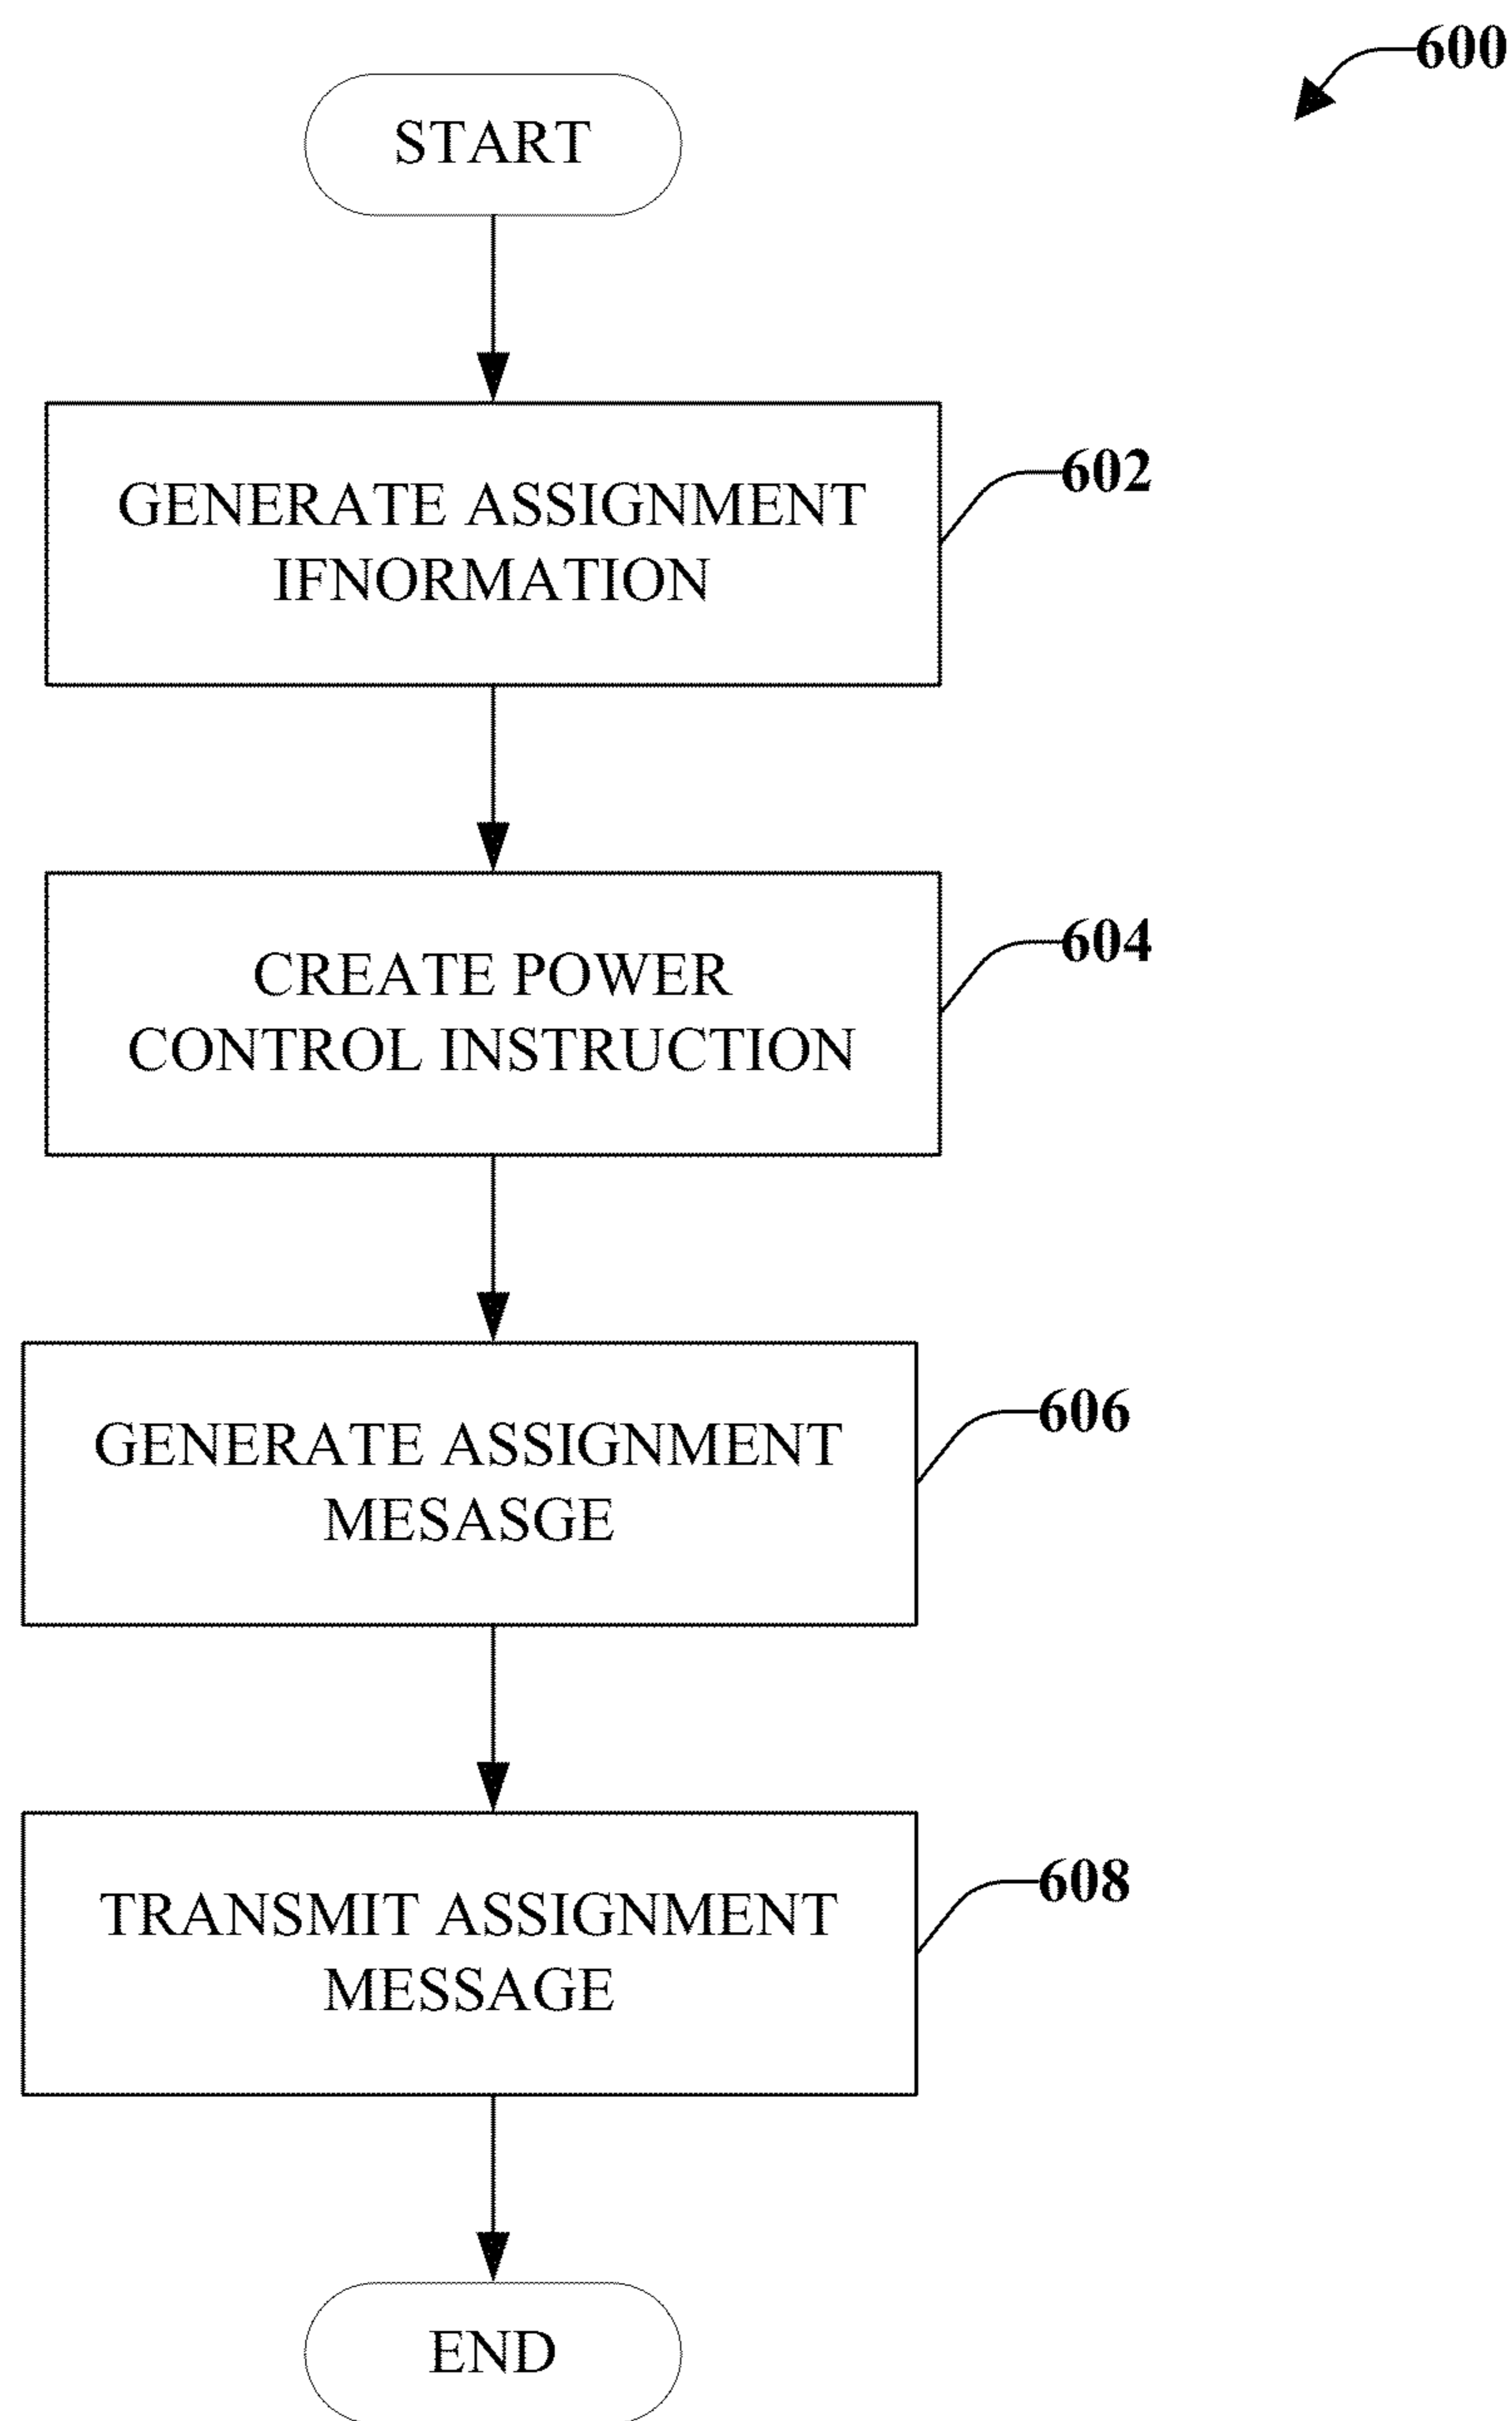 600
START
GENERATE ASSIGNMENT
IFNORMATION
602
CREATE POWER
CONTROL INSTRUCTION
604
GENERATE ASSIGNMENT
MESASGE
606
TRANSMIT ASSIGNMENT
MESSAGE
608
END